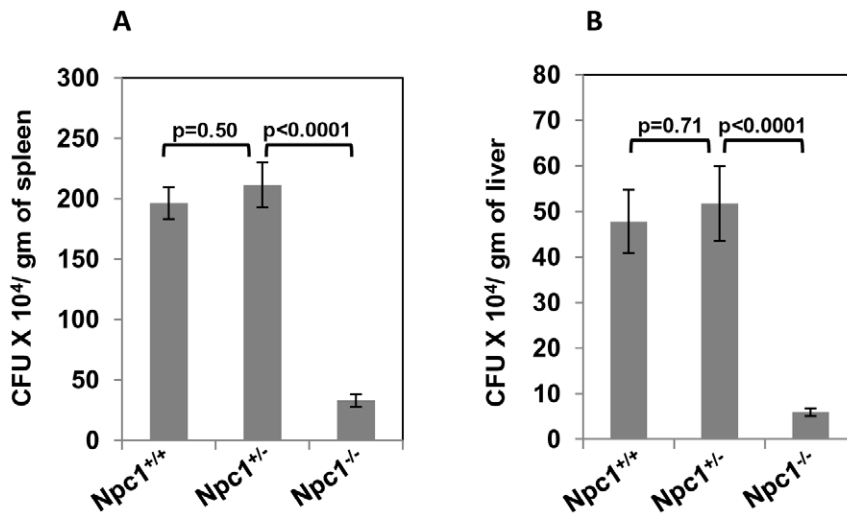 A
CFU X 10⁴/ gm of spleen
300
250
200
150
100
50
0
p=0.50
p<0.0001
Npc1⁺/⁺
Npc1⁺/⁻
Npc1⁻/⁻
B
CFU X 10⁴/ gm of liver
80
70
60
50
40
30
20
10
0
p=0.71
p<0.0001
Npc1⁺/⁺
Npc1⁺/⁻
Npc1⁻/⁻